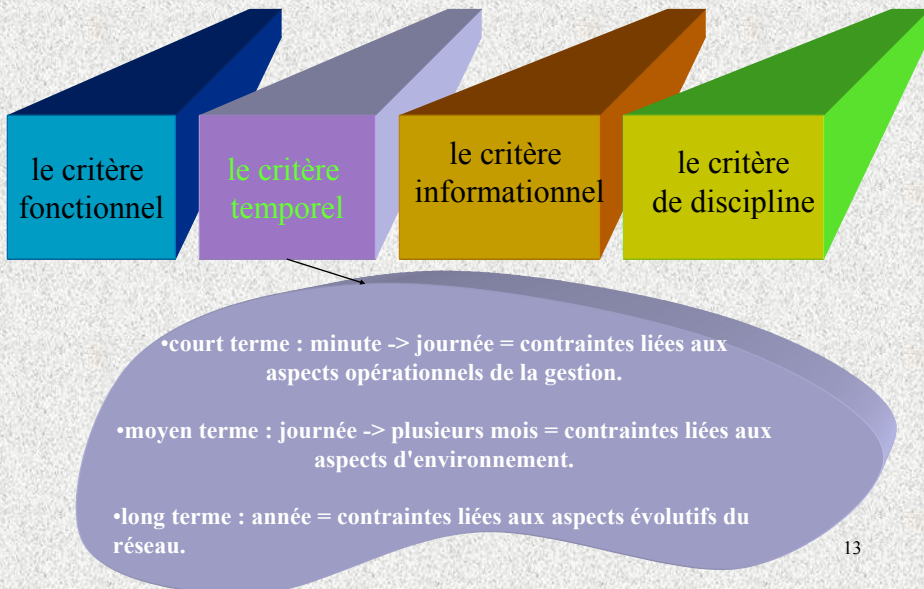 le critère
fonctionnel
le critère
temporel
le critère
informationnel
le critère
de discipline
•court terme : minute -> journée = contraintes liées aux
aspects opérationnels de la gestion.
•moyen terme : journée -> plusieurs mois = contraintes liées aux
aspects d'environnement.
•long terme : année = contraintes liées aux aspects évolutifs du
réseau.
13